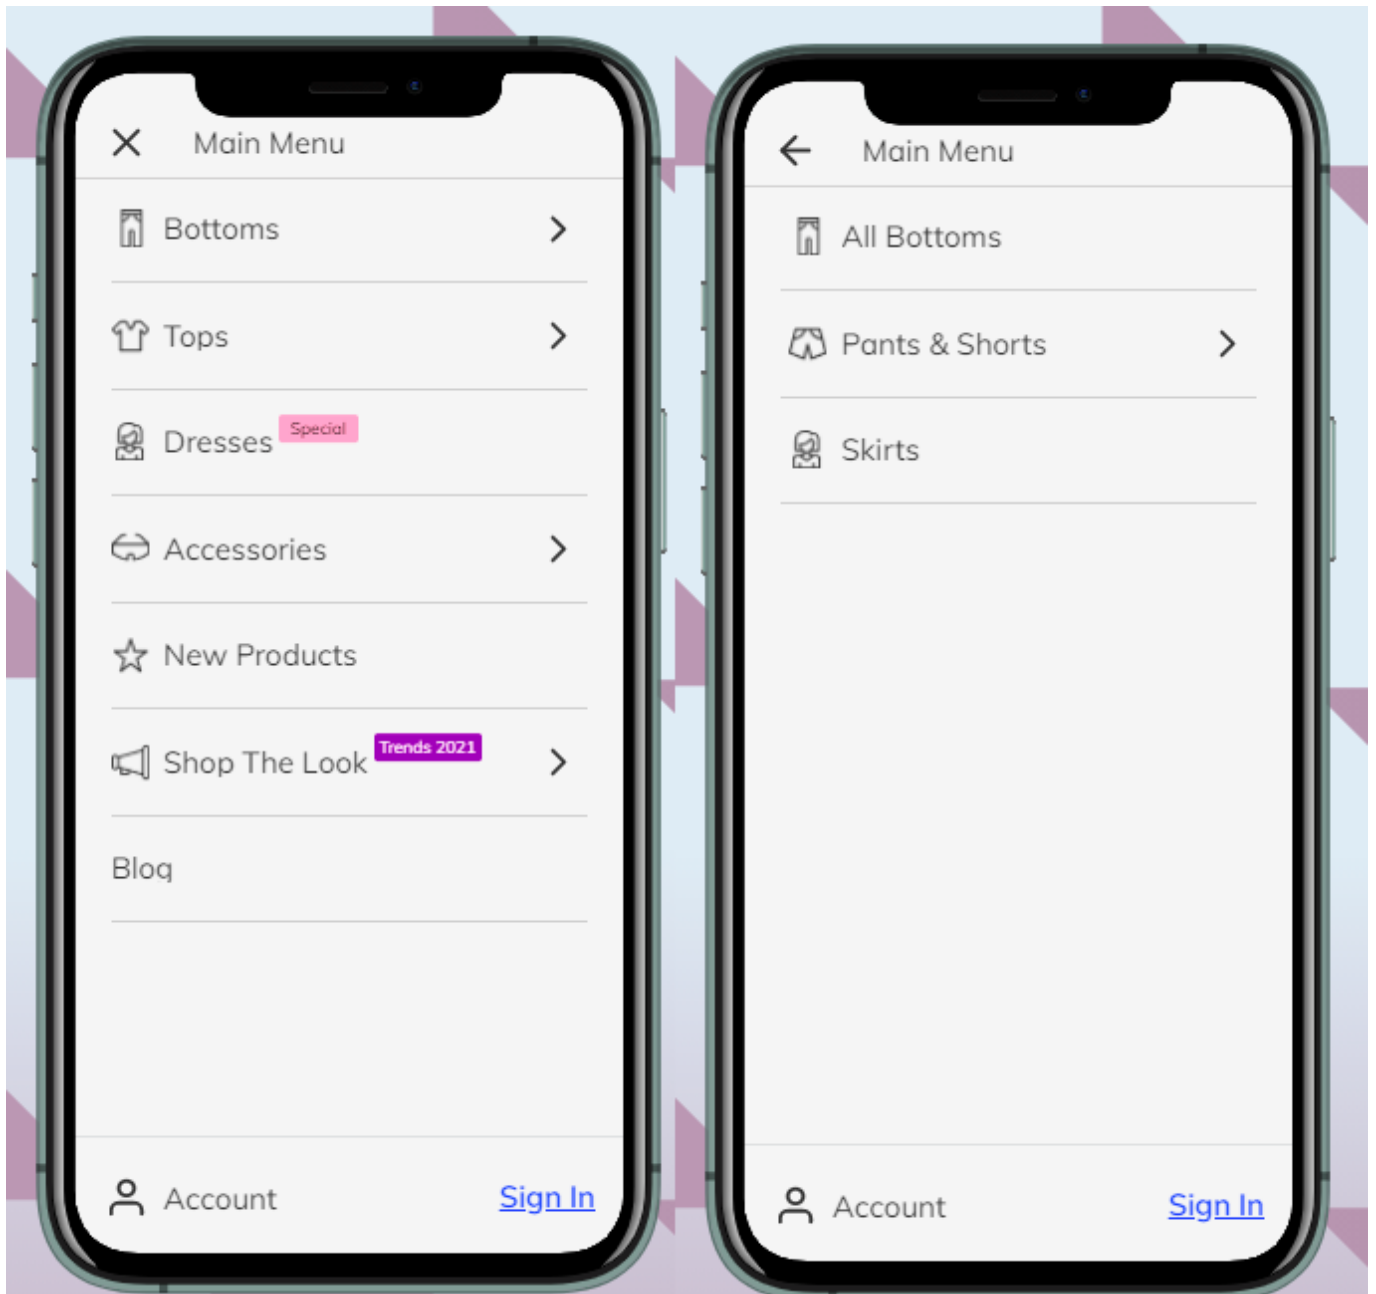 Main Menu
Bottoms
Tops
Dresses Special
Accessories
New Products
Shop The Look Trends 2021
Blog
Account Sign In
Main Menu
All Bottoms
Pants & Shorts
Skirts
Account Sign In